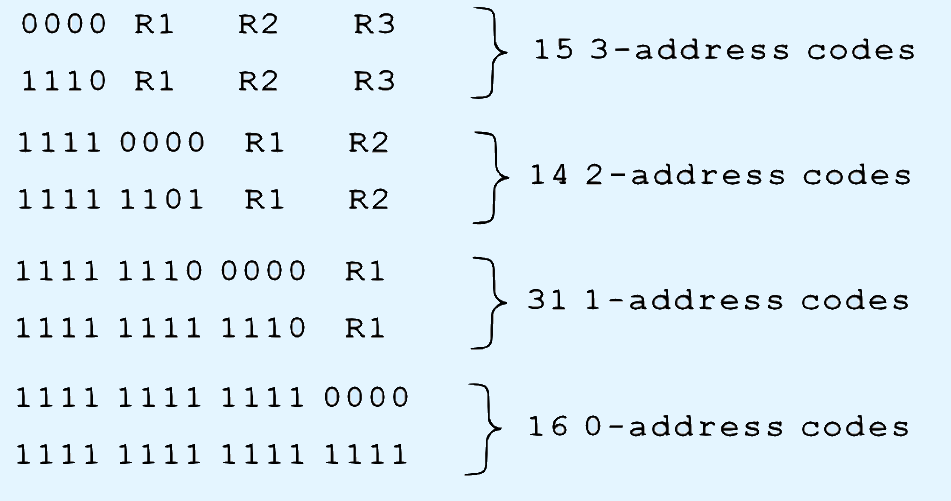 0000 R1 R2 R3
15 3-address codes
1110 R1 R2 R3
1111 0000 R1 R2
14 2-address codes
1111 1101 R1 R2
1111 1110 0000 R1
31 1-address codes
1111 1111 1110 R1
1111 1111 1111 0000
16 0-address codes
1111 1111 1111 1111